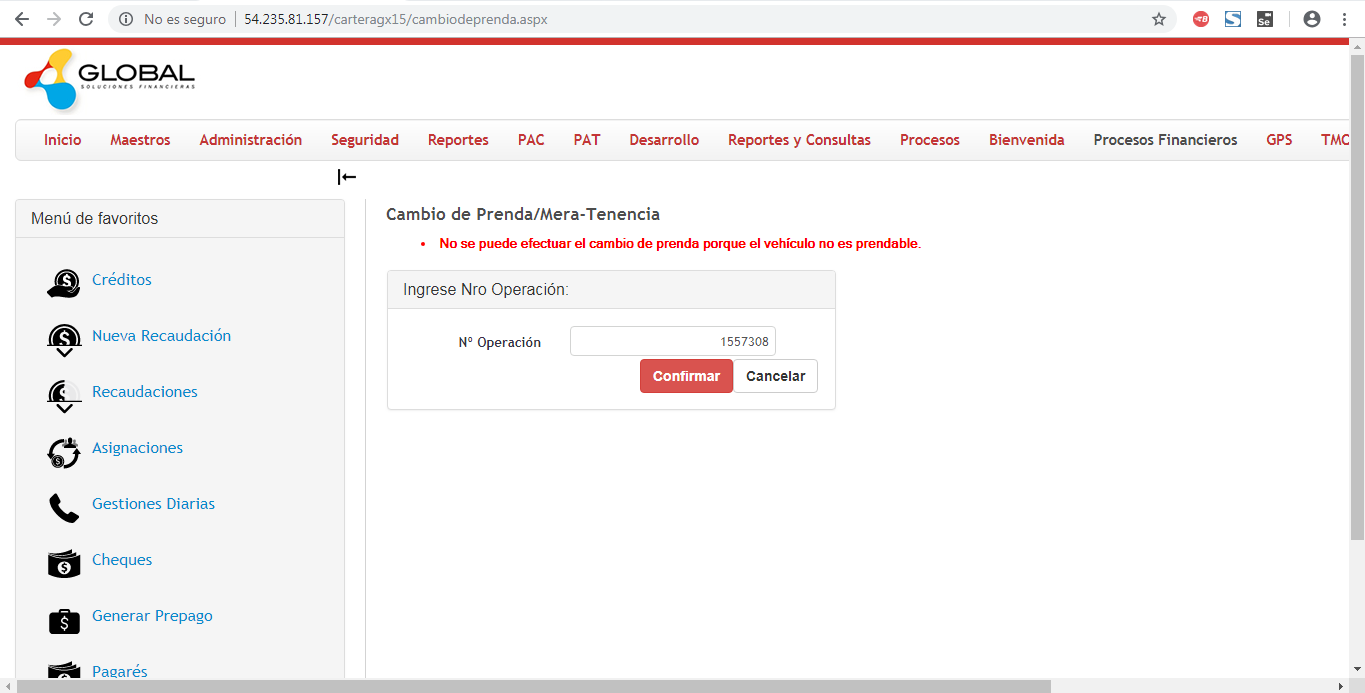 No es seguro 54.235.81.157/carteragx15/cambiodeprenda.aspx
GLOBAL
SOLUCIONES FINANCIERAS
Inicio Maestros Administración Seguridad Reportes PAC PAT Desarrollo Reportes y Consultas Procesos Bienvenida Procesos Financieros GPS
Menú de favoritos
Créditos
Nueva Recaudación
Recaudaciones
Asignaciones
Gestiones Diarias
Cheques
Generar Prepago
Pagarés
Cambio de Prenda/Mera-Tenencia
No se puede efectuar el cambio de prenda porque el vehículo no es prendable.
Ingrese Nro Operación:
Nº Operación 1557308
Confirmar Cancelar